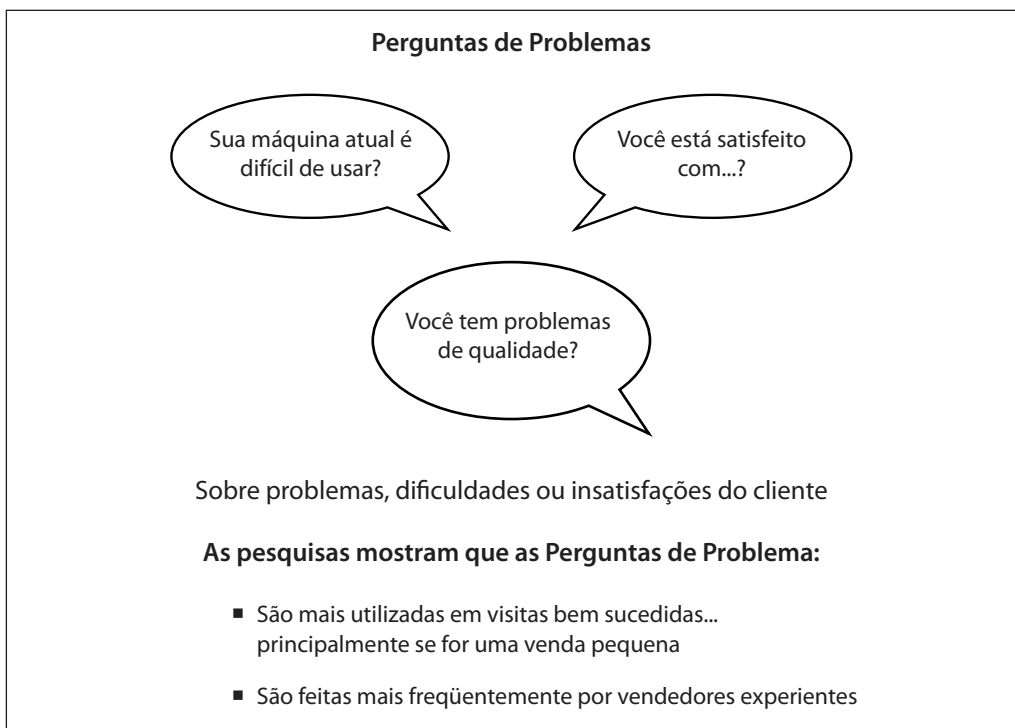 Perguntas de Problemas
Sua máquina atual é
difícil de usar?
Você está satisfeito
com...?
Você tem problemas
de qualidade?
Sobre problemas, dificuldades ou insatisfações do cliente
As pesquisas mostram que as Perguntas de Problema:
■ São mais utilizadas em visitas bem sucedidas...
principalmente se for uma venda pequena
■ São feitas mais freqüentemente por vendedores experientes